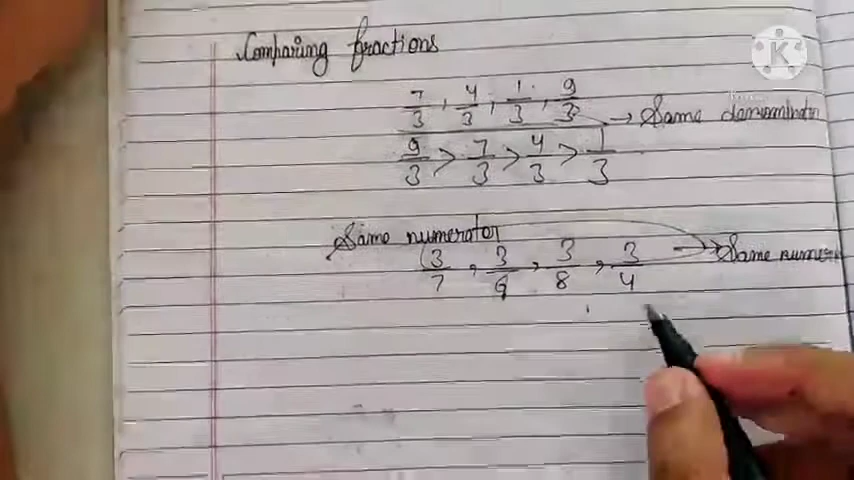 Comparing fractions
7/3, 4/3, 1/3, 9/3 → Same denominator
9/3 > 7/3 > 4/3 > 1/3
Same numerator
3/7, 3/9, 3/8, 3/4 → Same numer
KINEMASTER